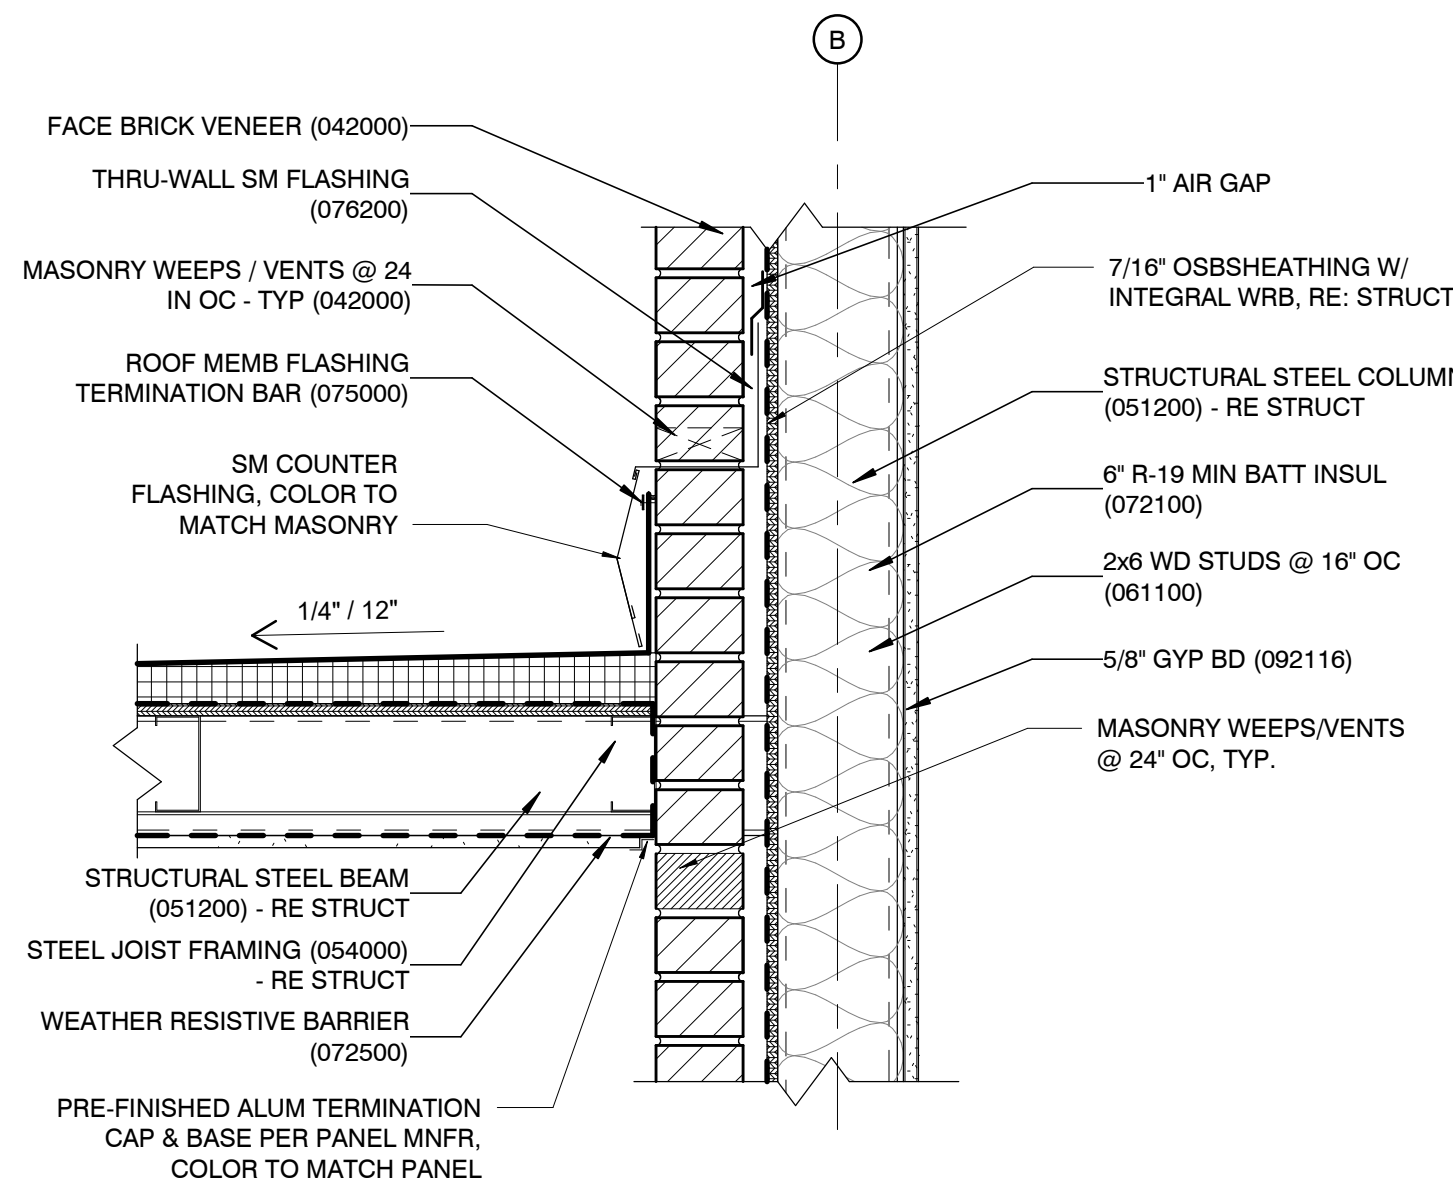 B
FACE BRICK VENEER (042000)
THRU-WALL SM FLASHING
(076200)
MASONRY WEEPS / VENTS @ 24
IN OC - TYP (042000)
ROOF MEMB FLASHING
TERMINATION BAR (075000)
SM COUNTER
FLASHING, COLOR TO
MATCH MASONRY
1/4" / 12"
STRUCTURAL STEEL BEAM
(051200) - RE STRUCT
STEEL JOIST FRAMING (054000)
- RE STRUCT
WEATHER RESISTIVE BARRIER
(072500)
PRE-FINISHED ALUM TERMINATION
CAP & BASE PER PANEL MNFR,
COLOR TO MATCH PANEL
1" AIR GAP
7/16" OSBSHEATHING W/
INTEGRAL WRB, RE: STRUCT
STRUCTURAL STEEL COLUMN
(051200) - RE STRUCT
6" R-19 MIN BATT INSUL
(072100)
2x6 WD STUDS @ 16" OC
(061100)
5/8" GYP BD (092116)
MASONRY WEEPS/VENTS
@ 24" OC, TYP.